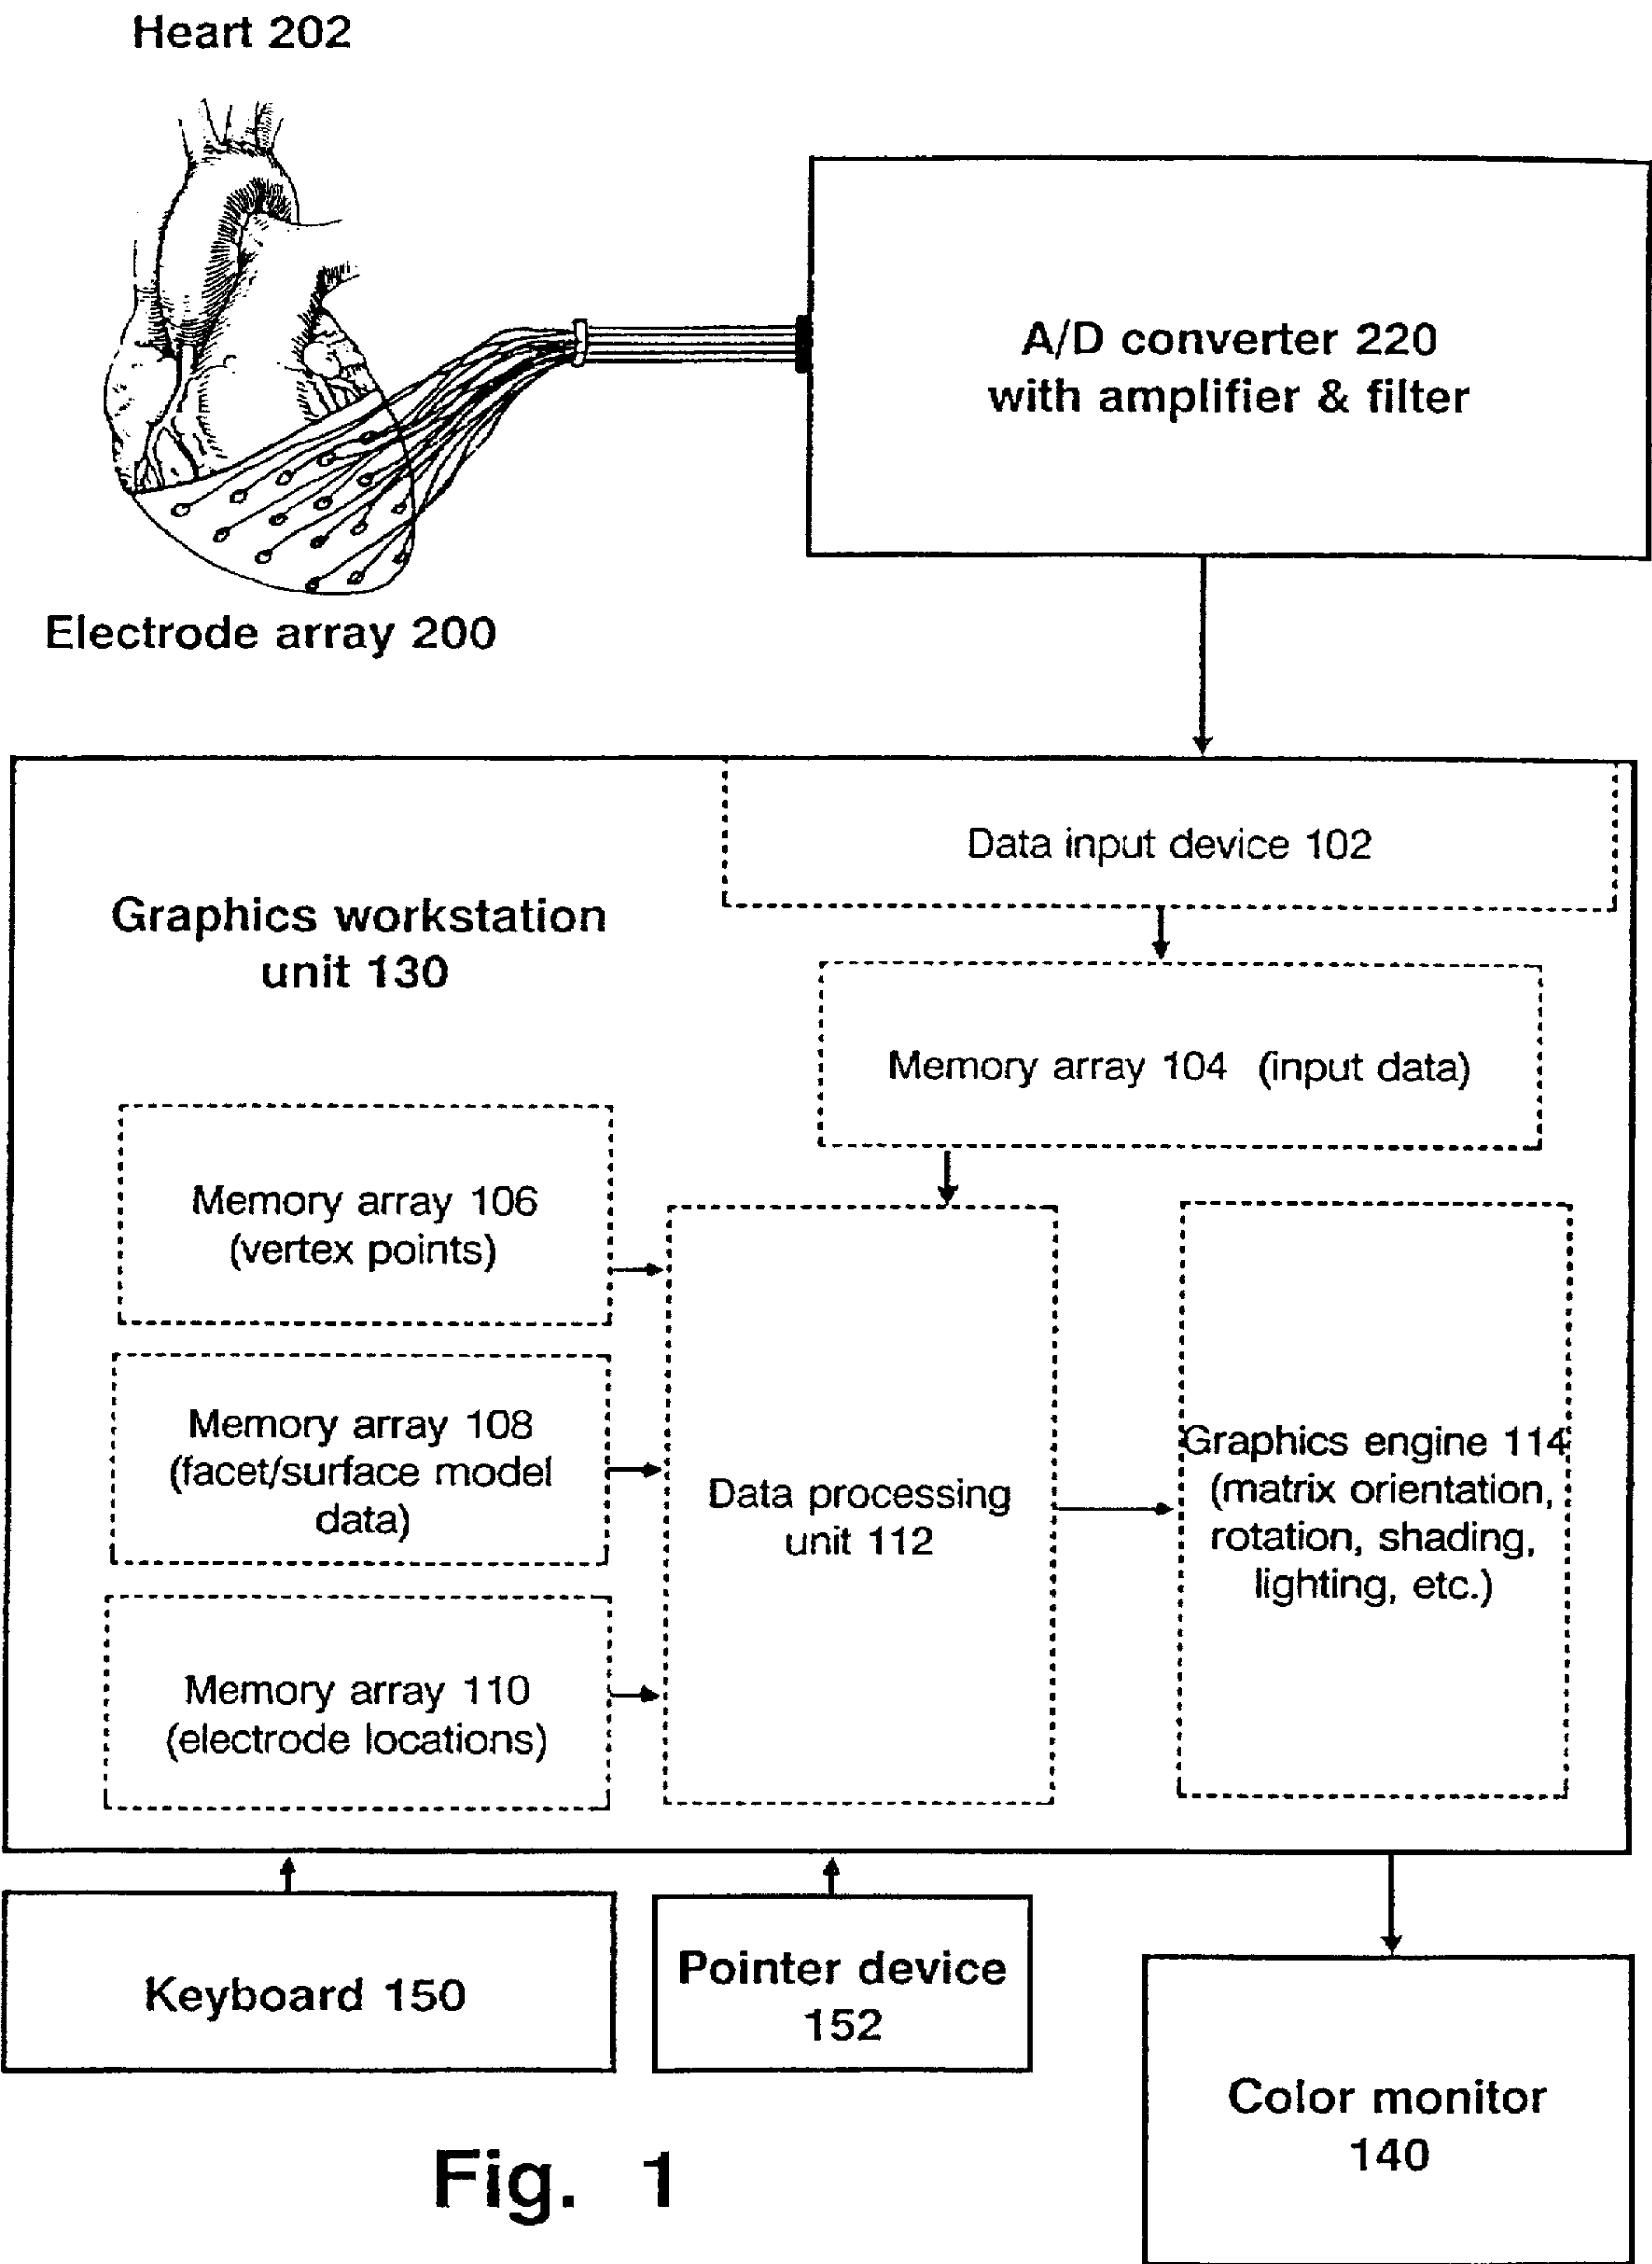 Heart 202
A/D converter 220
with amplifier & filter
Electrode array 200
Data input device 102
Graphics workstation
unit 130
Memory array 104 (input data)
Memory array 106
(vertex points)
Memory array 108
(facet/surface model
data)
Memory array 110
(electrode locations)
Data processing
unit 112
Graphics engine 114
(matrix orientation,
rotation, shading,
lighting, etc.)
Keyboard 150
Pointer device
152
Color monitor
140
Fig. 1